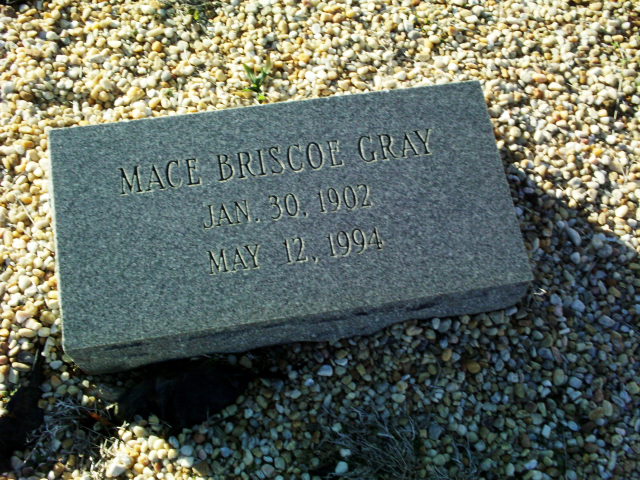 MACE BRISCOE GRAY
JAN. 30. 1902
MAY 12, 1994